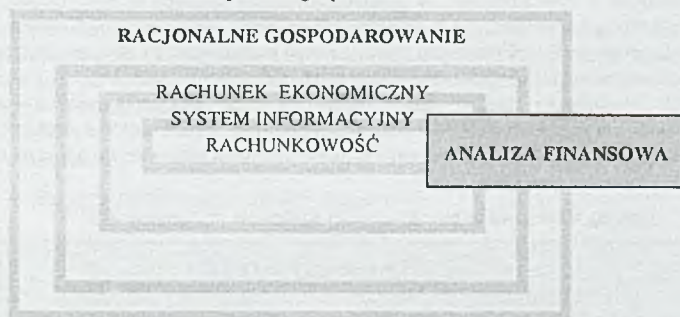 RACJONALNE GOSPODAROWANIE
RACHUNEK EKONOMICZNY
SYSTEM INFORMACYJNY
RACHUNKOWOŚĆ
ANALIZA FINANSOWA